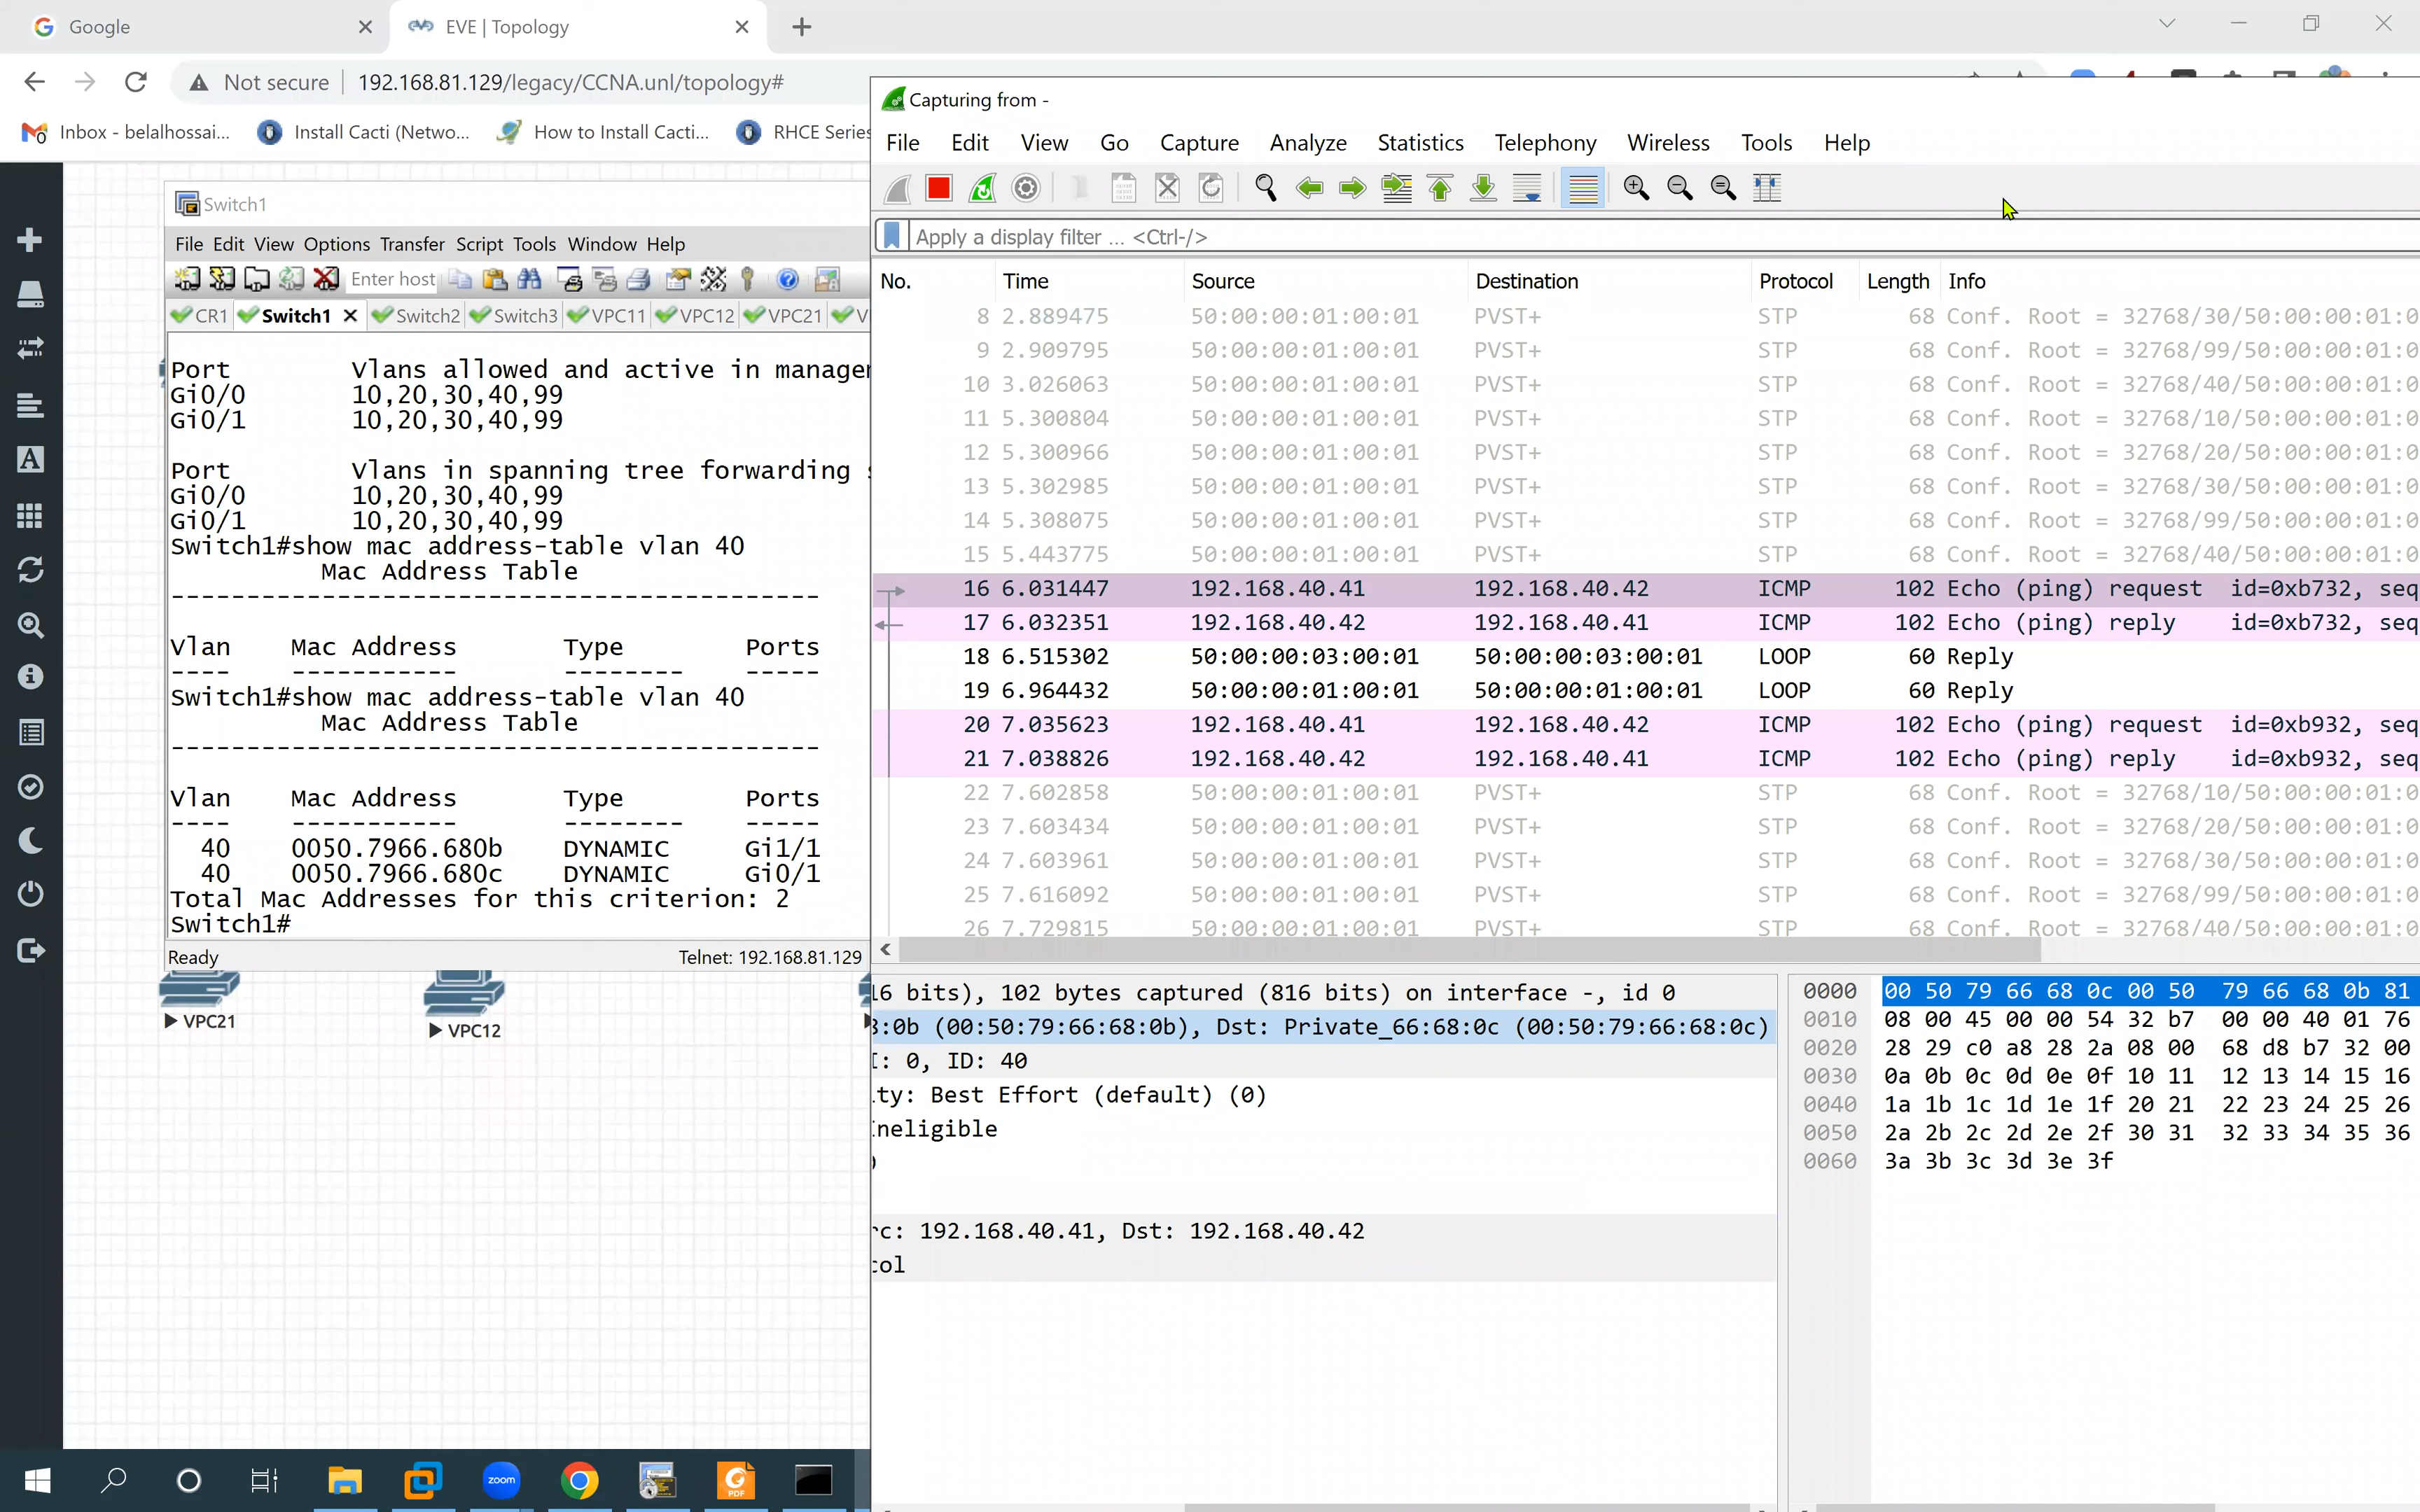 Google
EVE | Topology
Not secure
192.168.81.129/legacy/CCNA.unl/topology#
Inbox - belalhossai...
Install Cacti (Netwo...
How to Install Cacti...
RHCE Series
Switch1
File Edit View Options Transfer Script Tools Window Help
Enter host
CR1
Switch1
Switch2
Switch3
VPC11
VPC12
VPC21
V
Port Vlans allowed and active in manage
Gi0/0 10,20,30,40,99
Gi0/1 10,20,30,40,99
Port Vlans in spanning tree forwarding
Gi0/0 10,20,30,40,99
Gi0/1 10,20,30,40,99
Switch1#show mac address-table vlan 40
Mac Address Table
-------------------------------------------
Vlan Mac Address Type Ports
---- ----------- -------- -----
Switch1#show mac address-table vlan 40
Mac Address Table
-------------------------------------------
Vlan Mac Address Type Ports
---- ----------- -------- -----
40 0050.7966.680b DYNAMIC Gi1/1
40 0050.7966.680c DYNAMIC Gi0/1
Total Mac Addresses for this criterion: 2
Switch1#
Ready
Telnet: 192.168.81.129
VPC21
VPC12
Capturing from -
File Edit View Go Capture Analyze Statistics Telephony Wireless Tools Help
Apply a display filter ... <Ctrl-/>
No. Time Source Destination Protocol Length Info
8 2.889475 50:00:00:01:00:01 PVST+ STP 68 Conf. Root = 32768/30/50:00:00:01:0
9 2.909795 50:00:00:01:00:01 PVST+ STP 68 Conf. Root = 32768/99/50:00:00:01:0
10 3.026063 50:00:00:01:00:01 PVST+ STP 68 Conf. Root = 32768/40/50:00:00:01:0
11 5.300804 50:00:00:01:00:01 PVST+ STP 68 Conf. Root = 32768/10/50:00:00:01:0
12 5.300966 50:00:00:01:00:01 PVST+ STP 68 Conf. Root = 32768/20/50:00:00:01:0
13 5.302985 50:00:00:01:00:01 PVST+ STP 68 Conf. Root = 32768/30/50:00:00:01:0
14 5.308075 50:00:00:01:00:01 PVST+ STP 68 Conf. Root = 32768/99/50:00:00:01:0
15 5.443775 50:00:00:01:00:01 PVST+ STP 68 Conf. Root = 32768/40/50:00:00:01:0
16 6.031447 192.168.40.41 192.168.40.42 ICMP 102 Echo (ping) request id=0xb732, seq
17 6.032351 192.168.40.42 192.168.40.41 ICMP 102 Echo (ping) reply id=0xb732, seq
18 6.515302 50:00:00:03:00:01 50:00:00:03:00:01 LOOP 60 Reply
19 6.964432 50:00:00:01:00:01 50:00:00:01:00:01 LOOP 60 Reply
20 7.035623 192.168.40.41 192.168.40.42 ICMP 102 Echo (ping) request id=0xb932, seq
21 7.038826 192.168.40.42 192.168.40.41 ICMP 102 Echo (ping) reply id=0xb932, seq
22 7.602858 50:00:00:01:00:01 PVST+ STP 68 Conf. Root = 32768/10/50:00:00:01:0
23 7.603434 50:00:00:01:00:01 PVST+ STP 68 Conf. Root = 32768/20/50:00:00:01:0
24 7.603961 50:00:00:01:00:01 PVST+ STP 68 Conf. Root = 32768/30/50:00:00:01:0
25 7.616092 50:00:00:01:00:01 PVST+ STP 68 Conf. Root = 32768/99/50:00:00:01:0
26 7.729815 50:00:00:01:00:01 PVST+ STP 68 Conf. Root = 32768/40/50:00:00:01:0
16 bits), 102 bytes captured (816 bits) on interface -, id 0
8:0b (00:50:79:66:68:0b), Dst: Private_66:68:0c (00:50:79:66:68:0c)
I: 0, ID: 40
ty: Best Effort (default) (0)
neligible
)
rc: 192.168.40.41, Dst: 192.168.40.42
col
0000 00 50 79 66 68 0c 00 50 79 66 68 0b 81
0010 08 00 45 00 00 54 32 b7 00 00 40 01 76
0020 28 29 c0 a8 28 2a 08 00 68 d8 b7 32 00
0030 0a 0b 0c 0d 0e 0f 10 11 12 13 14 15 16
0040 1a 1b 1c 1d 1e 1f 20 21 22 23 24 25 26
0050 2a 2b 2c 2d 2e 2f 30 31 32 33 34 35 36
0060 3a 3b 3c 3d 3e 3f
zoom
PDF